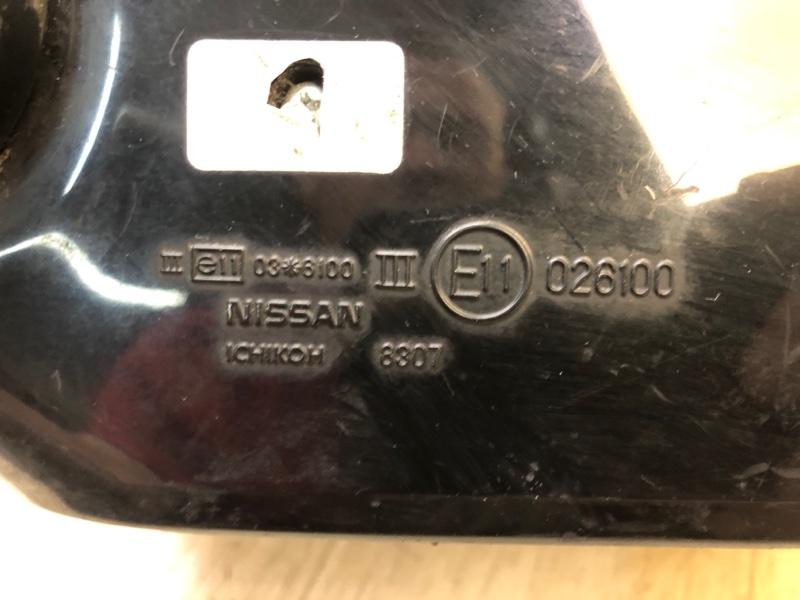 III e11 03*6100 III E11 026100
NISSAN
ICHIKOH 8307